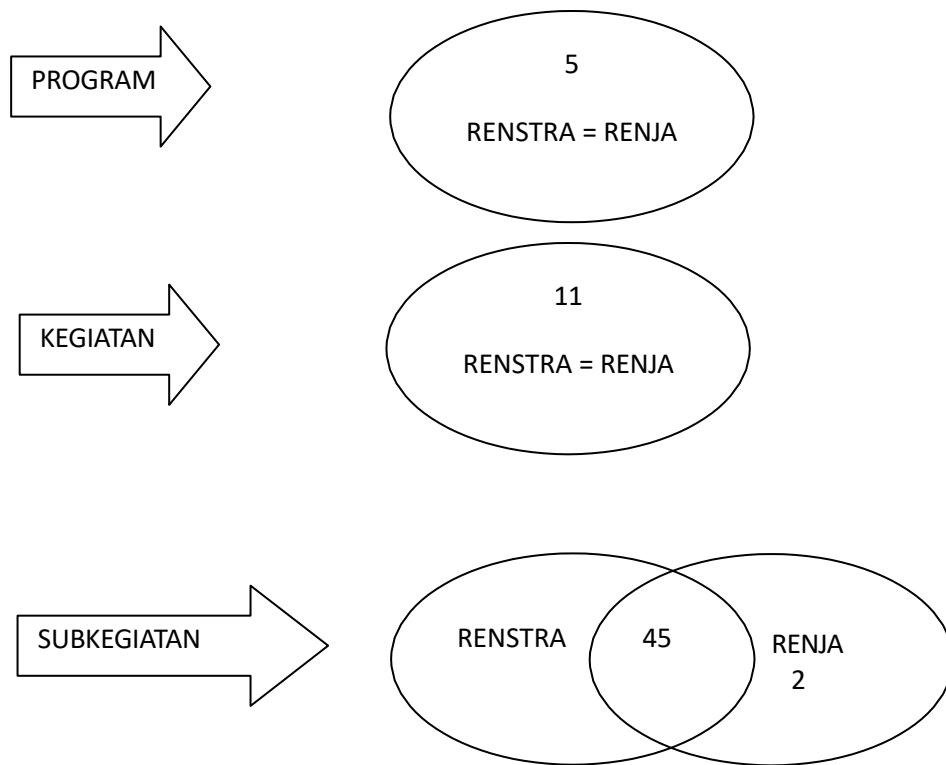 PROGRAM
5
RENSTRA = RENJA
KEGIATAN
11
RENSTRA = RENJA
SUBKEGIATAN
RENSTRA
45
RENJA
2